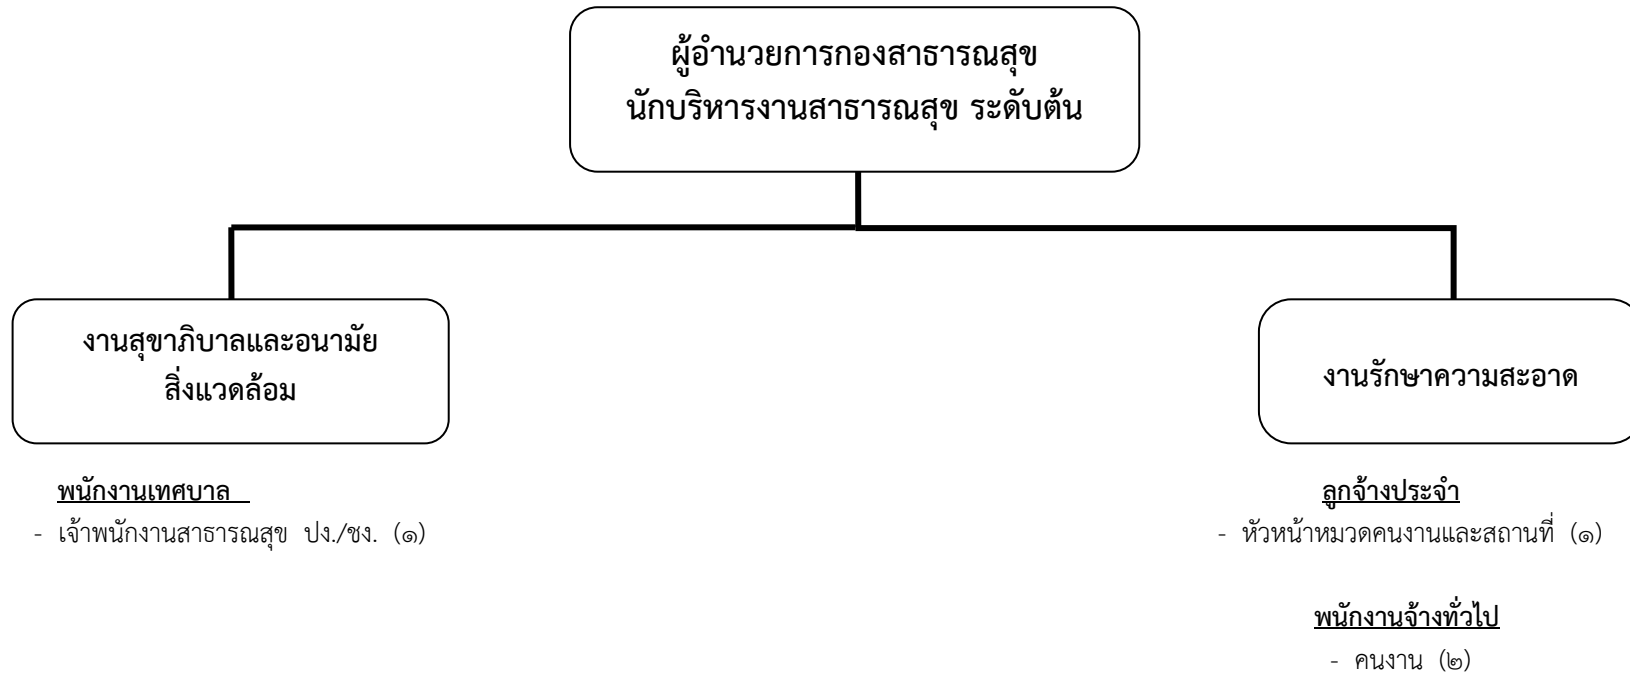 ผู้อำนวยการกองสาธารณสุข
นักบริหารงานสาธารณสุข ระดับต้น
งานสุขาภิบาลและอนามัย
สิ่งแวดล้อม
งานรักษาความสะอาด
พนักงานเทศบาล
- เจ้าพนักงานสาธารณสุข ปง./ชง. (๑)
ลูกจ้างประจำ
- หัวหน้าหมวดคนงานและสถานที่ (๑)
พนักงานจ้างทั่วไป
- คนงาน (๒)